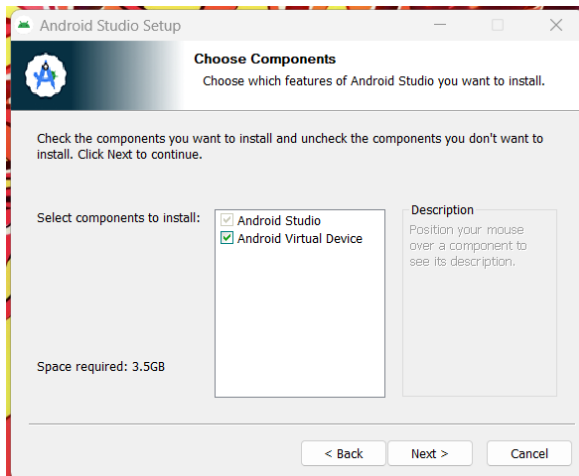 Android Studio Setup
Choose Components
Choose which features of Android Studio you want to install.
Check the components you want to install and uncheck the components you don't want to
install. Click Next to continue.
Select components to install:
Android Studio
Android Virtual Device
Description
Position your mouse
over a component to
see its description.
Space required: 3.5GB
< Back
Next >
Cancel